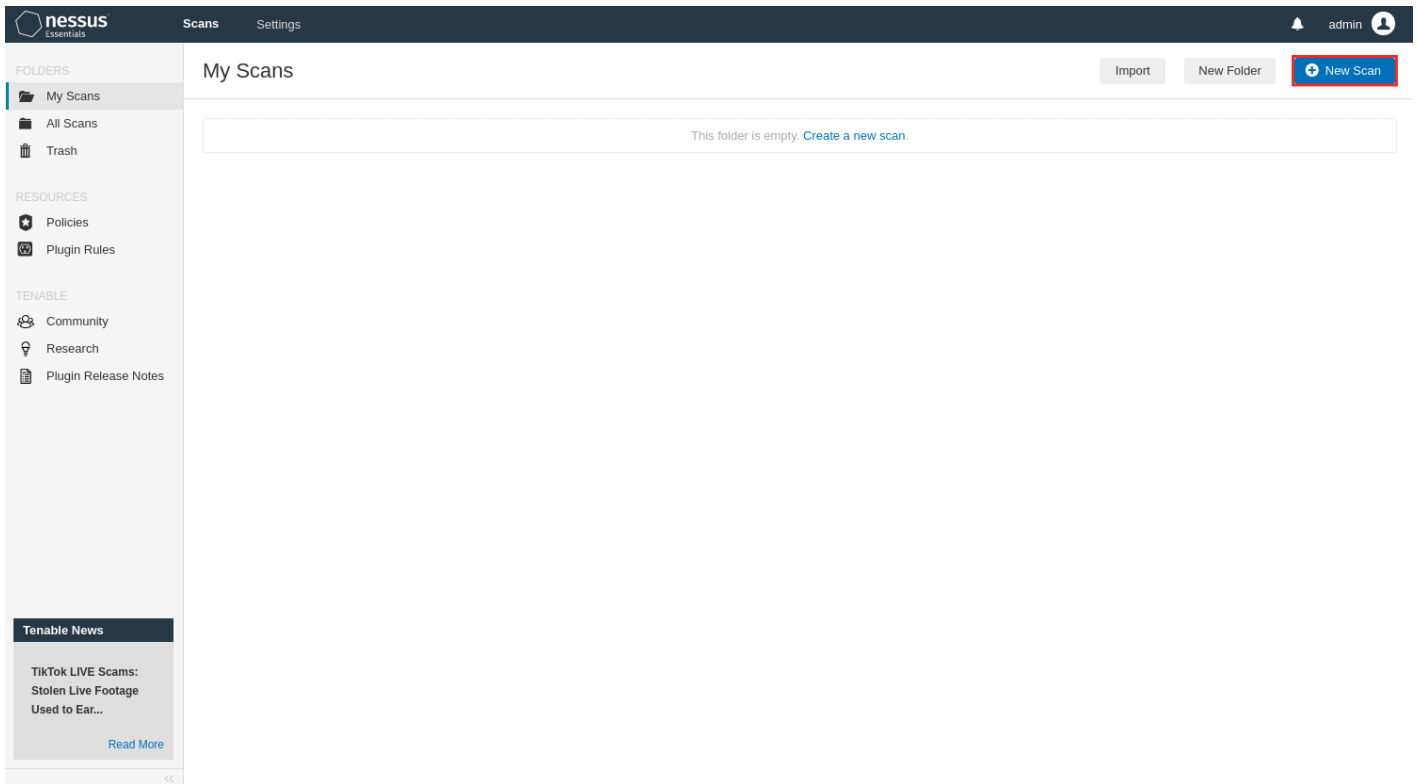 nessus
Essentials
Scans
Settings
admin
FOLDERS
My Scans
All Scans
Trash
RESOURCES
Policies
Plugin Rules
TENABLE
Community
Research
Plugin Release Notes
Tenable News
TikTok LIVE Scams:
Stolen Live Footage
Used to Ear...
Read More
My Scans
Import
New Folder
New Scan
This folder is empty. Create a new scan.